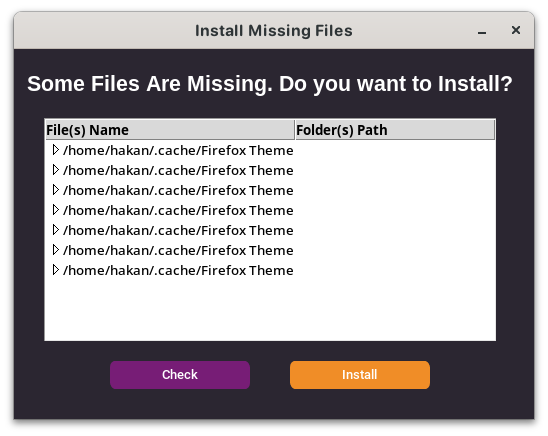 Install Missing Files
Some Files Are Missing. Do you want to Install?
File(s) Name Folder(s) Path
/home/hakan/.cache/Firefox Theme
/home/hakan/.cache/Firefox Theme
/home/hakan/.cache/Firefox Theme
/home/hakan/.cache/Firefox Theme
/home/hakan/.cache/Firefox Theme
/home/hakan/.cache/Firefox Theme
/home/hakan/.cache/Firefox Theme
Check Install